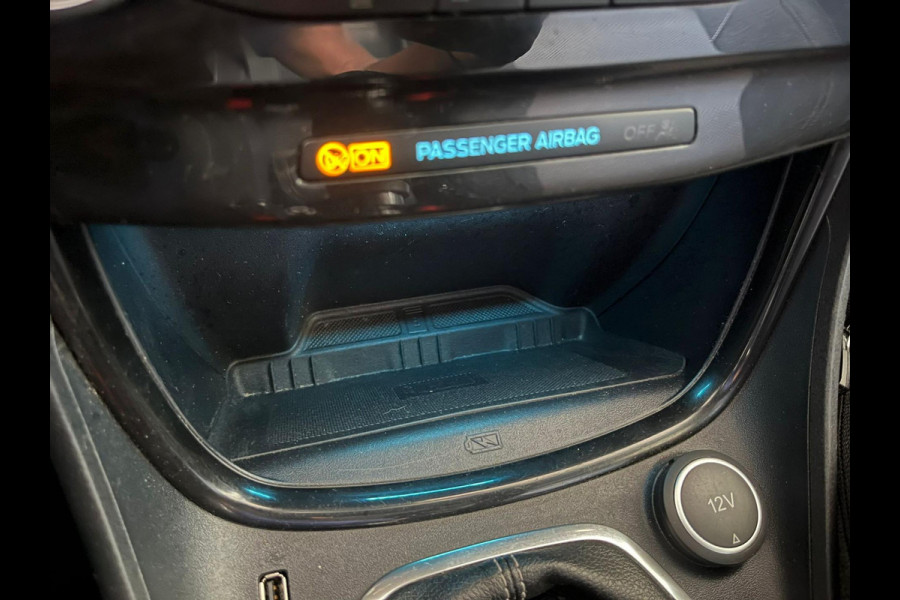 ON PASSENGER AIRBAG OFF
12V